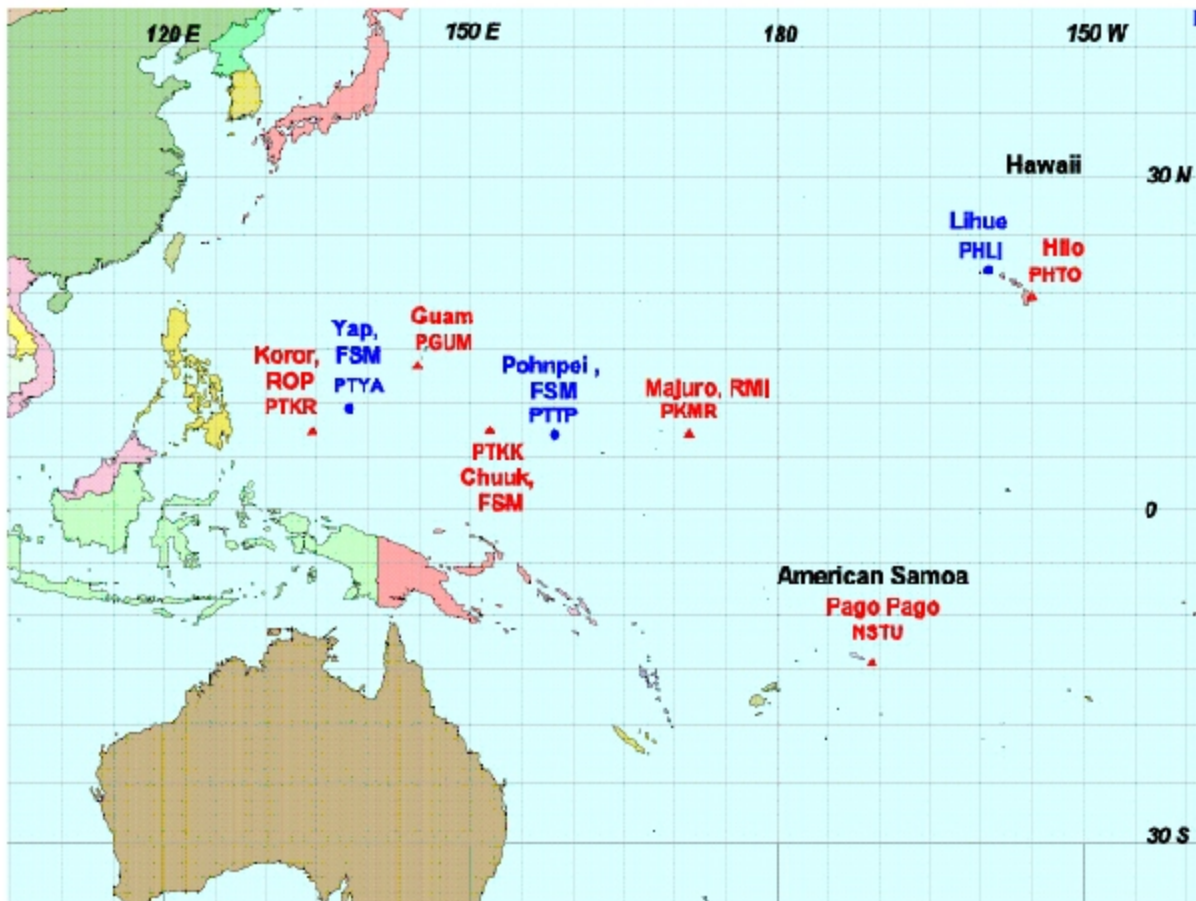 120 E
150 E
180
150 W
Hawaii
30 N
Lihue
PHLI
Hilo
PHTO
Guam
PGUM
Yap,
FSM
PTYA
Koror,
ROP
PTKR
Pohnpei ,
FSM
PTTP
Majuro, RMI
PKMR
PTKK
Chuuk,
FSM
0
American Samoa
Pago Pago
NSTU
30 S